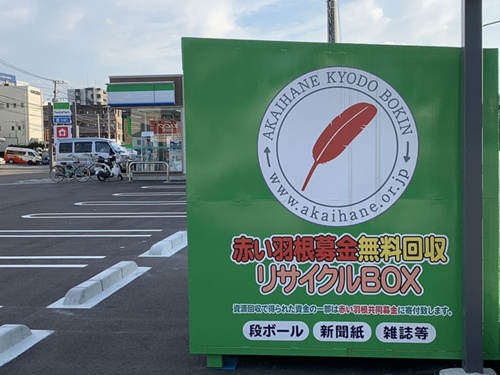 AKAIHANE KYODO BOKIN
www.akaihane.or.jp
赤い羽根募金無料回収
リサイクルBOX
資源回収で得られた資金の一部は赤い羽根共同募金に寄付致します。
段ボール 新聞紙 雑誌等